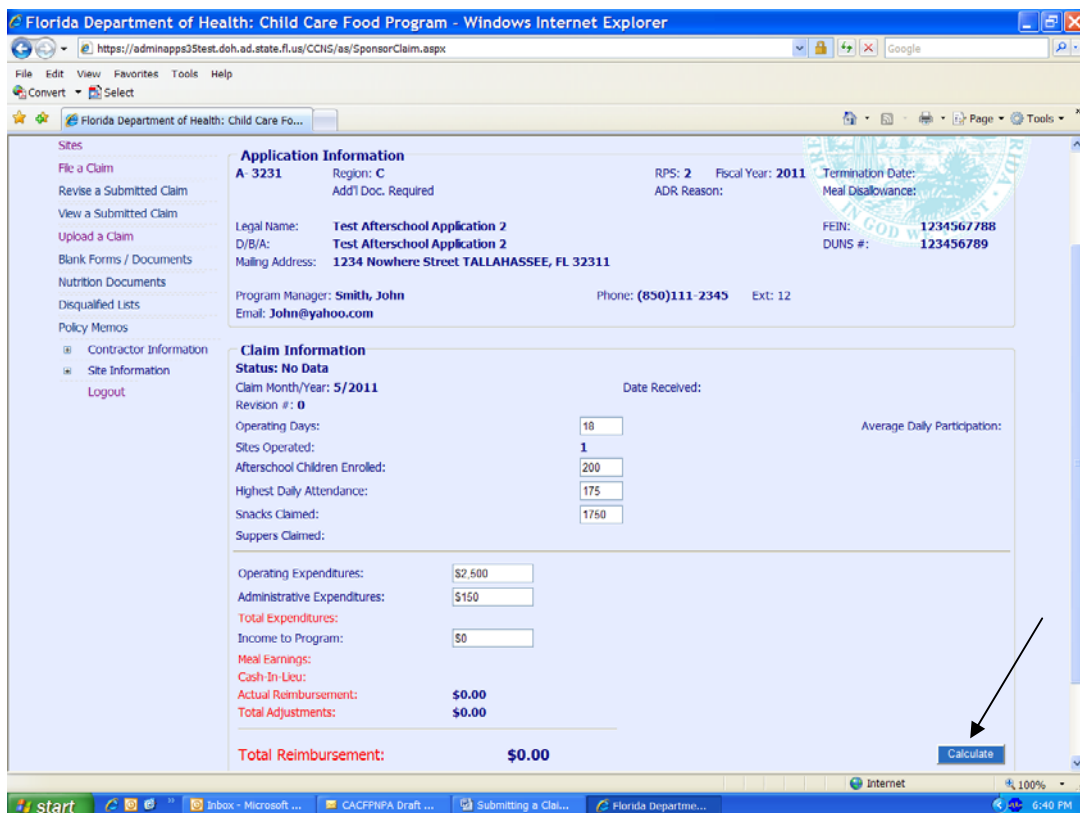 Florida Department of Health: Child Care Food Program - Windows Internet Explorer
https://adminapps35test.doh.ad.state.fl.us/CCNS/as/SponsorClaim.aspx Google
File Edit View Favorites Tools Help
Convert Select
Florida Department of Health: Child Care Fo... Page Tools
Sites
File a Claim
Revise a Submitted Claim
View a Submitted Claim
Upload a Claim
Blank Forms / Documents
Nutrition Documents
Disqualified Lists
Policy Memos
Contractor Information
Site Information
Logout
Application Information
A- 3231 Region: C RPS: 2 Fiscal Year: 2011 Termination Date:
Add'l Doc. Required ADR Reason: Meal Disallowance:
Legal Name: Test Afterschool Application 2 FEIN: 1234567788
D/B/A: Test Afterschool Application 2 DUNS #: 123456789
Mailing Address: 1234 Nowhere Street TALLAHASSEE, FL 32311
Program Manager: Smith, John Phone: (850)111-2345 Ext: 12
Email: John@yahoo.com
IN GOD WE TRUST
Claim Information
Status: No Data
Claim Month/Year: 5/2011 Date Received:
Revision #: 0
Operating Days: 18 Average Daily Participation:
Sites Operated: 1
Afterschool Children Enrolled: 200
Highest Daily Attendance: 175
Snacks Claimed: 1750
Suppers Claimed:
Operating Expenditures: $2,500
Administrative Expenditures: $150
Total Expenditures:
Income to Program: $0
Meal Earnings:
Cash-In-Lieu:
Actual Reimbursement: $0.00
Total Adjustments: $0.00
Total Reimbursement: $0.00 Calculate
Internet 100%
start Inbox - Microsoft ... CACFPNPA Draft ... Submitting a Clai... Florida Departme... 6:40 PM